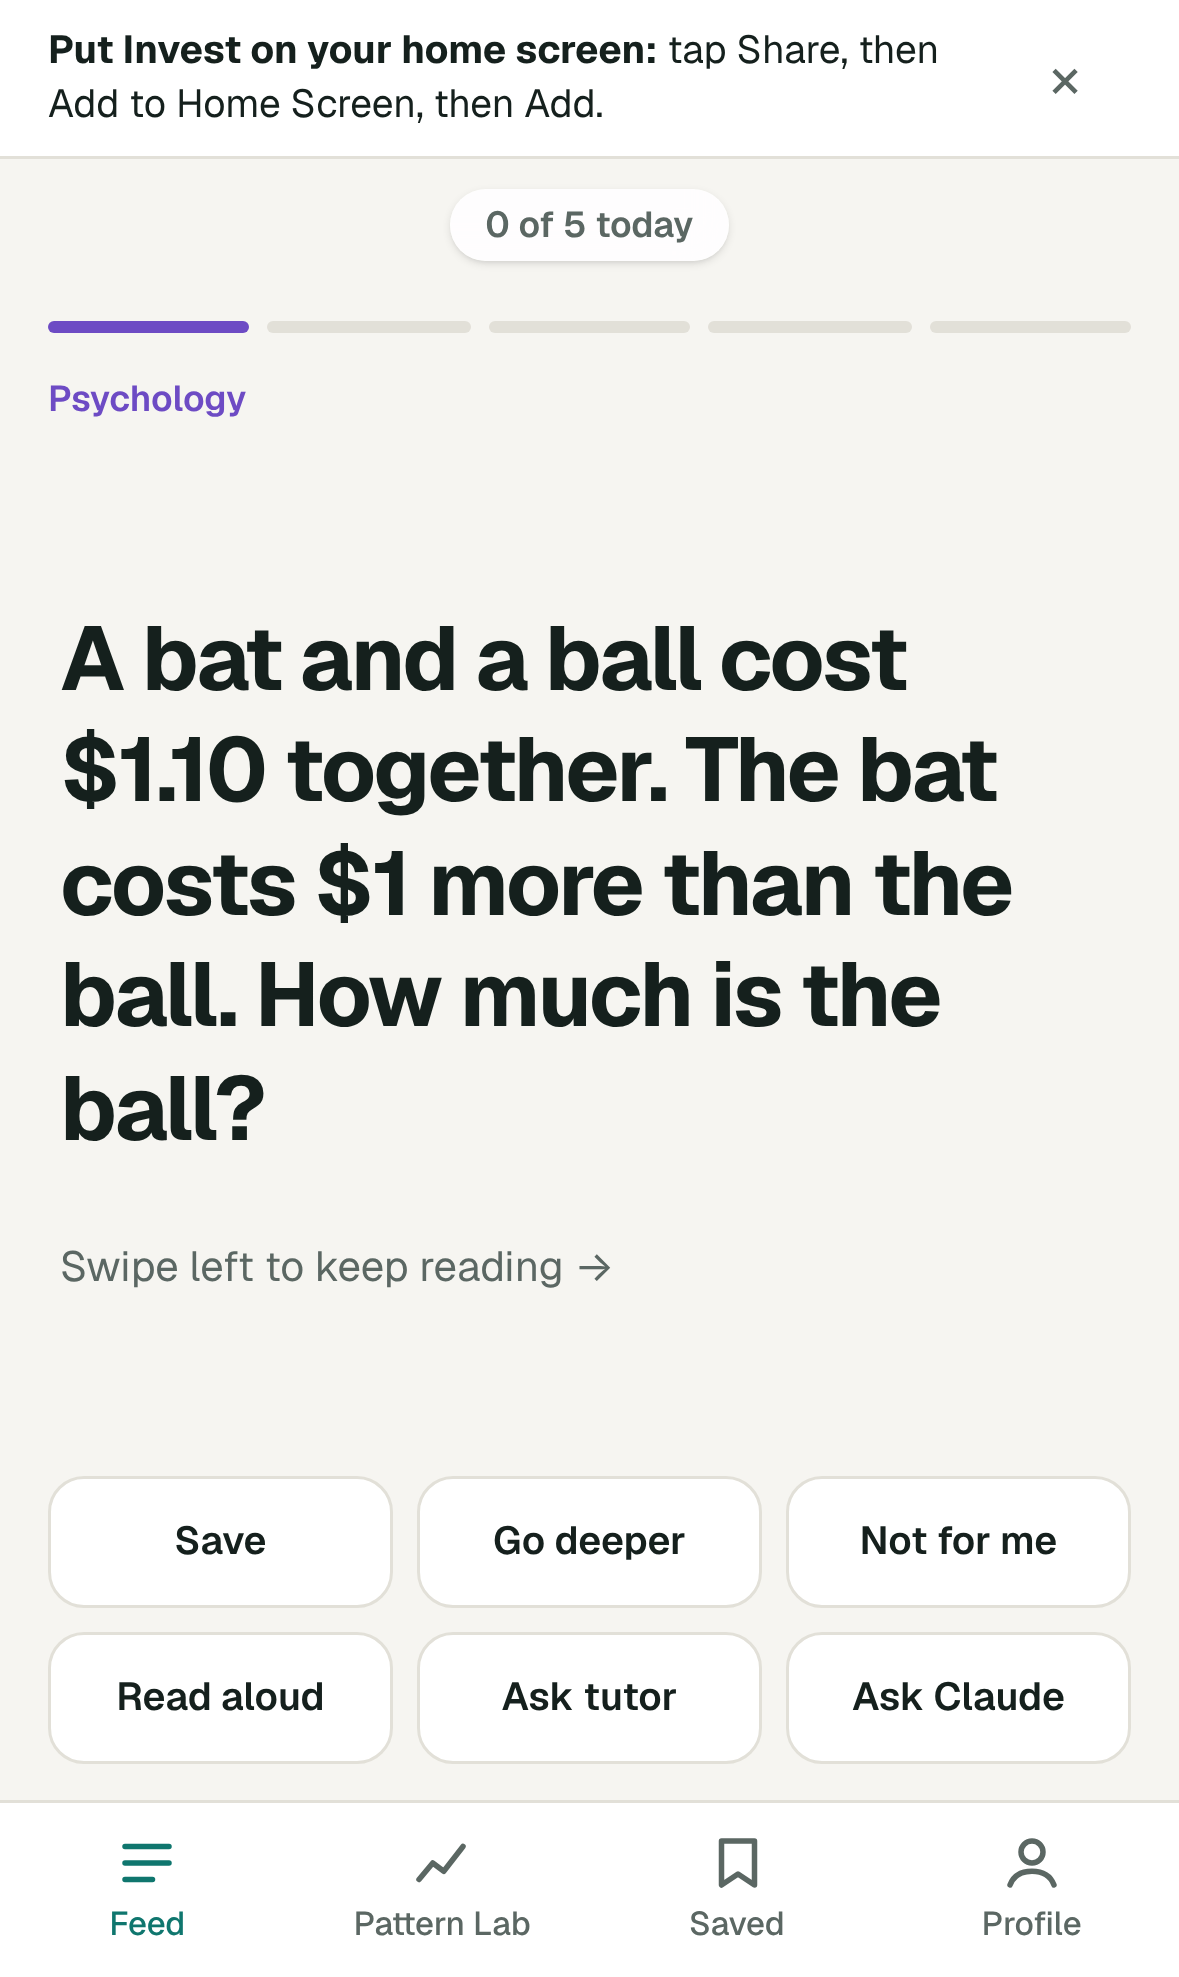 Put Invest on your home screen: tap Share, then
Add to Home Screen, then Add.
×
0 of 5 today
Psychology
A bat and a ball cost
$1.10 together. The bat
costs $1 more than the
ball. How much is the
ball?
Swipe left to keep reading →
Save
Go deeper
Not for me
Read aloud
Ask tutor
Ask Claude
Feed
Pattern Lab
Saved
Profile